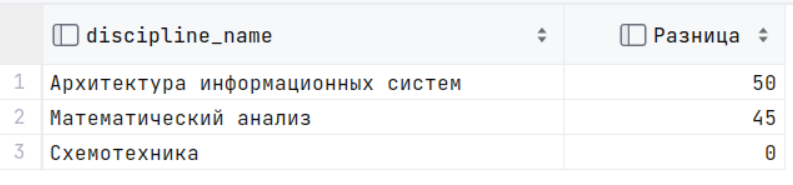 discipline_name Разница
1 Архитектура информационных систем 50
2 Математический анализ 45
3 Схемотехника 0